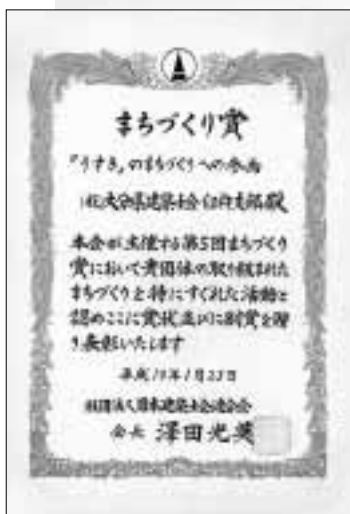 まちづくり賞
『うすき』のまちづくりへの参画
(社)大分県建築士会臼杵支部殿
本会が主催する第5回まちづくり
賞において貴団体の取り組まれた
まちづくりを特にすぐれた活動と
認めここに賞状並びに副賞を贈
り表彰いたします
平成10年1月23日
社団法人日本建築士会連合会
会長 澤田光英